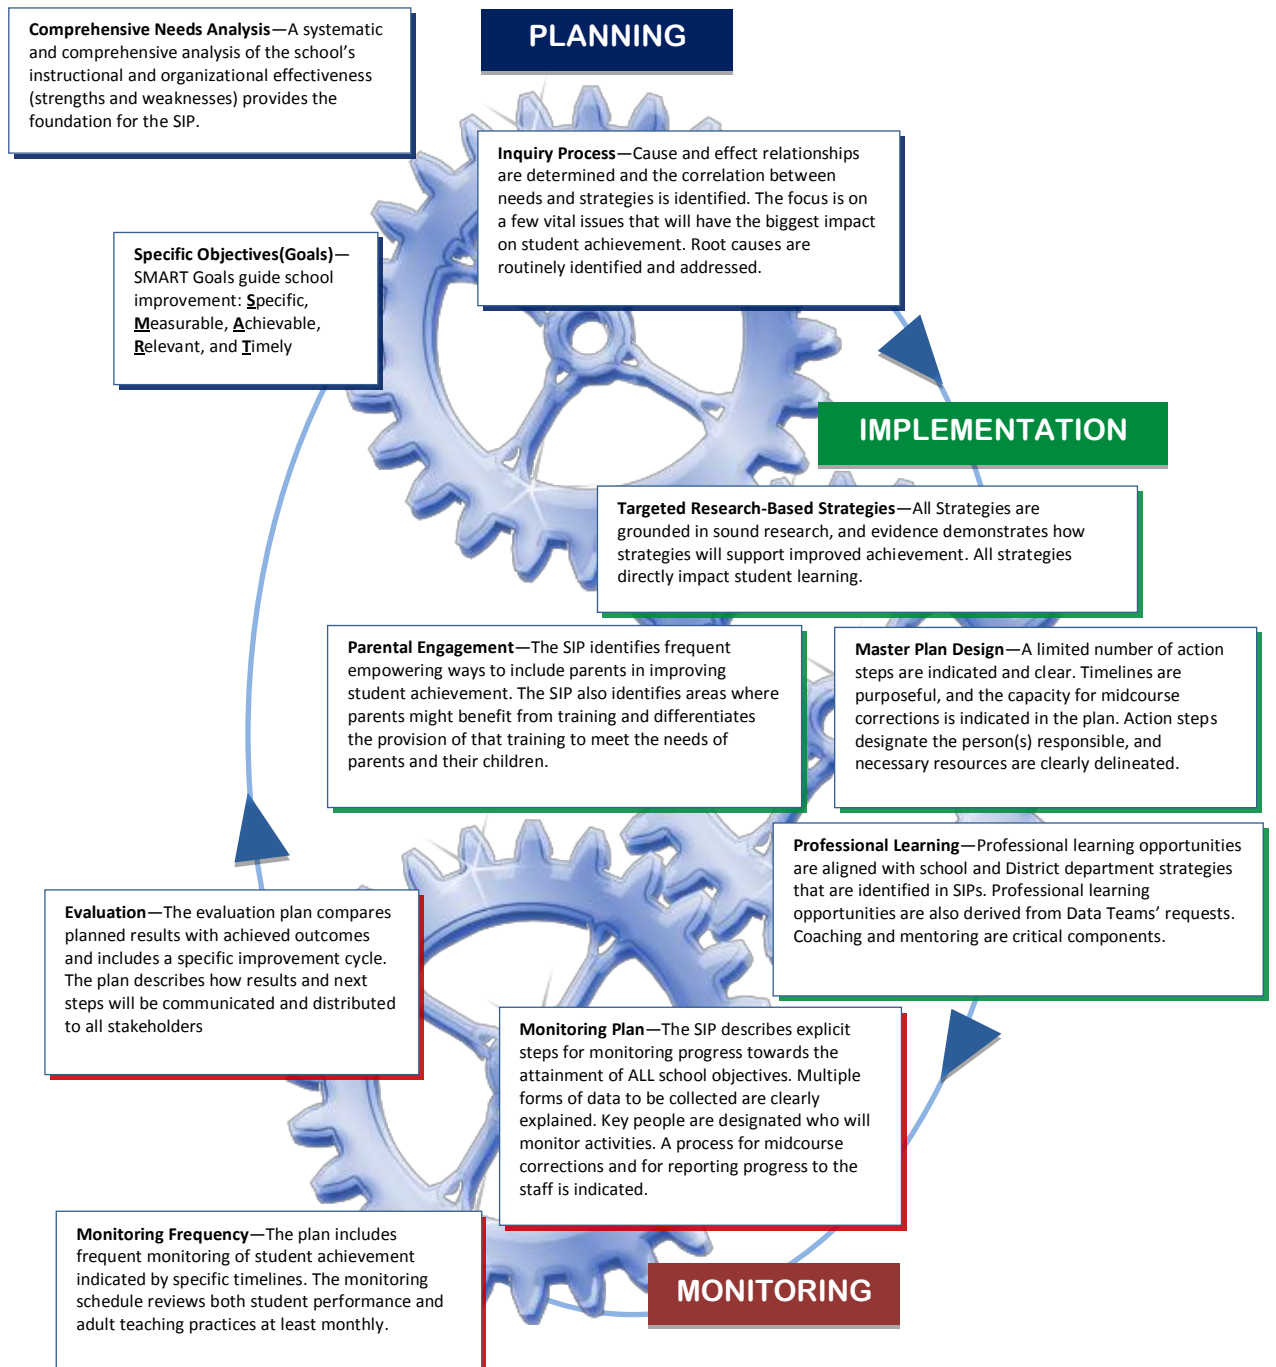 PLANNING
Comprehensive Needs Analysis—A systematic
and comprehensive analysis of the school's
instructional and organizational effectiveness
(strengths and weaknesses) provides the
foundation for the SIP.
Inquiry Process—Cause and effect relationships
are determined and the correlation between
needs and strategies is identified. The focus is on
a few vital issues that will have the biggest impact
on student achievement. Root causes are
routinely identified and addressed.
Specific Objectives(Goals)—
SMART Goals guide school
improvement: Specific,
Measurable, Achievable,
Relevant, and Timely
IMPLEMENTATION
Targeted Research-Based Strategies—All Strategies are
grounded in sound research, and evidence demonstrates how
strategies will support improved achievement. All strategies
directly impact student learning.
Parental Engagement—The SIP identifies frequent
empowering ways to include parents in improving
student achievement. The SIP also identifies areas where
parents might benefit from training and differentiates
the provision of that training to meet the needs of
parents and their children.
Master Plan Design—A limited number of action
steps are indicated and clear. Timelines are
purposeful, and the capacity for midcourse
corrections is indicated in the plan. Action steps
designate the person(s) responsible, and
necessary resources are clearly delineated.
Professional Learning—Professional learning opportunities
are aligned with school and District department strategies
that are identified in SIPs. Professional learning
opportunities are also derived from Data Teams' requests.
Coaching and mentoring are critical components.
Evaluation—The evaluation plan compares
planned results with achieved outcomes
and includes a specific improvement cycle.
The plan describes how results and next
steps will be communicated and distributed
to all stakeholders
Monitoring Plan—The SIP describes explicit
steps for monitoring progress towards the
attainment of ALL school objectives. Multiple
forms of data to be collected are clearly
explained. Key people are designated who will
monitor activities. A process for midcourse
corrections and for reporting progress to the
staff is indicated.
Monitoring Frequency—The plan includes
frequent monitoring of student achievement
indicated by specific timelines. The monitoring
schedule reviews both student performance and
adult teaching practices at least monthly.
MONITORING